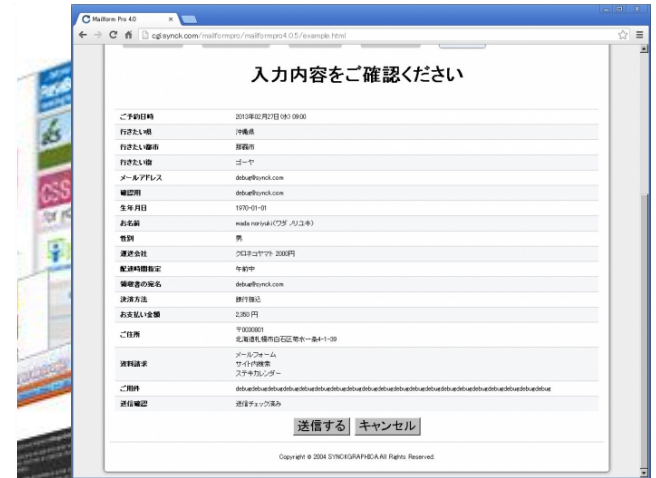 Mailform Pro 4.0
cgi.synck.com/mailformpro/mailformpro4.0.5/example.html
入力内容をご確認ください
ご予約日時 2013年02月27日(水) 09:00
行きたい県 沖縄県
行きたい都市 那覇市
行きたい街 ゴーヤ
メールアドレス debug@synck.com
確認用 debug@synck.com
生年月日 1970-01-01
お名前 wada noriyuki(ワダ ノリユキ)
性別 男
運送会社 クロネコヤマト 2000円
配達時間指定 午前中
領収書の宛名 debug@synck.com
決済方法 銀行振込
お支払い金額 2,350 円
ご住所 〒0030801
北海道札幌市白石区菊水一条4-1-39
資料請求 メールフォーム
サイト内検索
ステキカレンダー
ご用件
送信確認 送信チェック済み
送信する キャンセル
Copyright © 2004 SYNCKGRAPHICA All Rights Reserved.
CSS